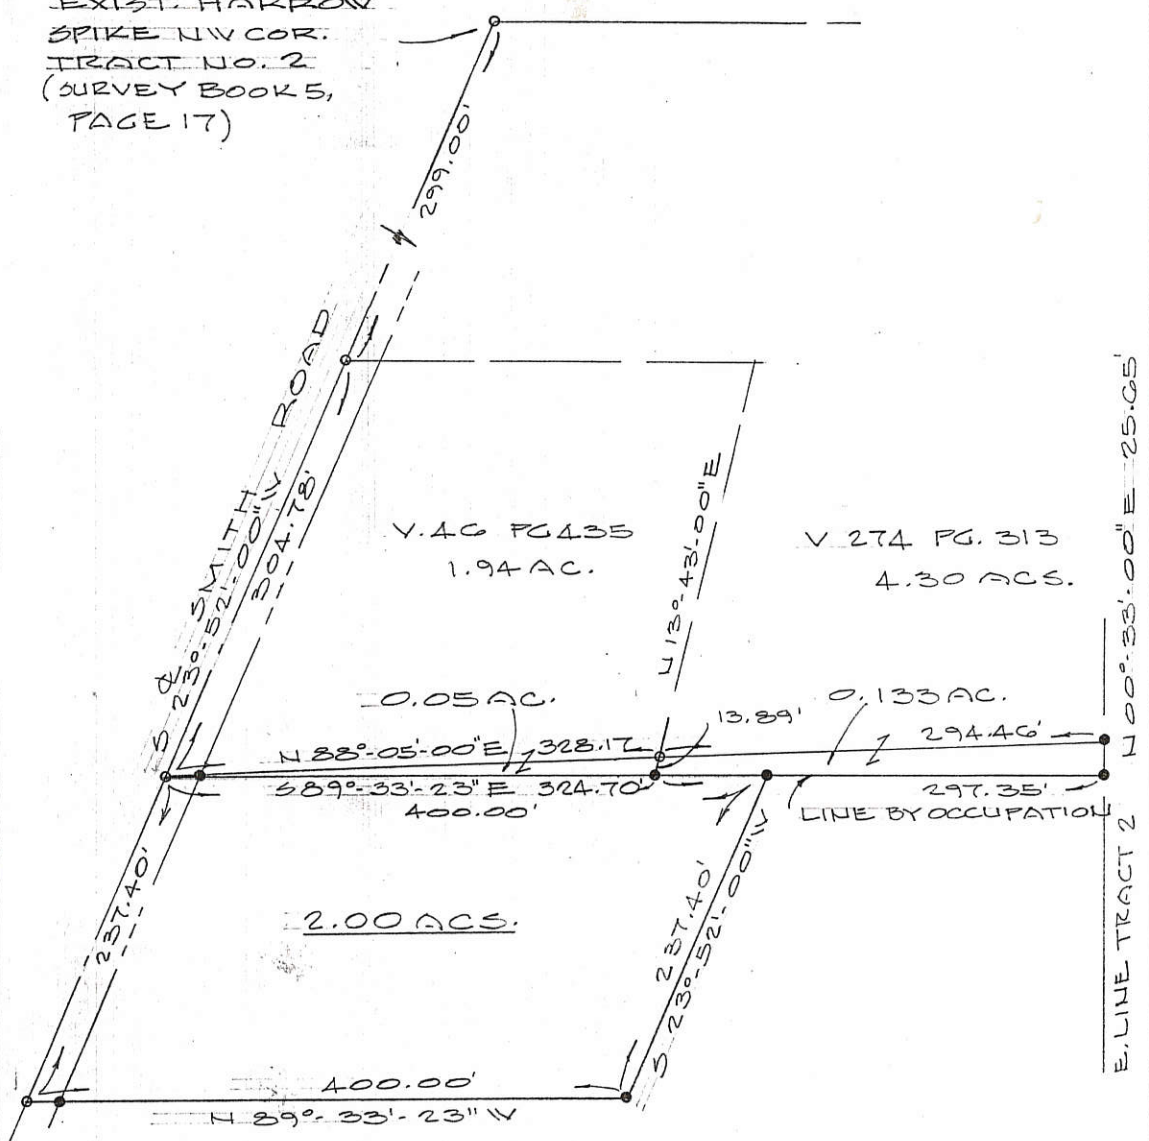 EXIST. HARROW
SPIKE NW COR.
TRACT NO. 2
(SURVEY BOOK 5,
PAGE 17)
299.00'
℄ SMITH ROAD
S 23°-52'-00" W
304.78'
V. 46 PG 435
1.94 AC.
N 13°-43'-00" E
V 274 PG. 313
4.30 ACS.
N 00°-33'-00" E 25.65'
0.05 AC.
13.89'
0.133 AC.
N 88°-05'-00" E 328.17
294.46'
S 89°-33'-23" E 324.70'
400.00'
297.35'
LINE BY OCCUPATION
237.40'
2.00 ACS.
237.40'
S 23°-52'-00" W
E. LINE TRACT 2
400.00'
N 89°-33'-23" W